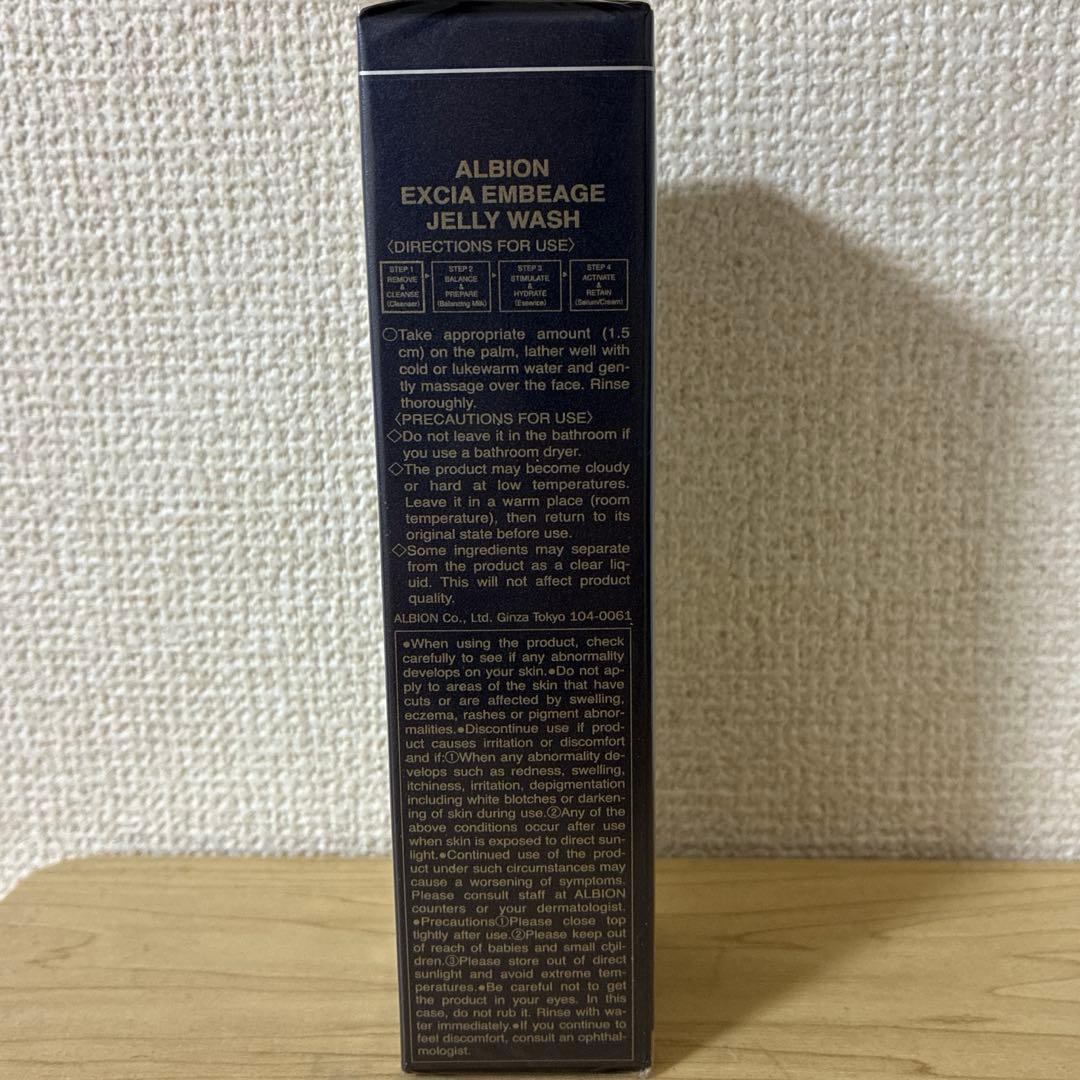 ALBION
EXCIA EMBEAGE
JELLY WASH
〈DIRECTIONS FOR USE〉
STEP 1
REMOVE
&
CLEANSE
(Cleanser)
STEP 2
BALANCE
&
PREPARE
(Balancing Milk)
STEP 3
STIMULATE
&
HYDRATE
(Essence)
STEP 4
ACTIVATE
&
RETAIN
(Serum/Cream)
○Take appropriate amount (1.5
cm) on the palm, lather well with
cold or lukewarm water and gen-
tly massage over the face. Rinse
thoroughly.
〈PRECAUTIONS FOR USE〉
◇Do not leave it in the bathroom if
you use a bathroom dryer.
◇The product may become cloudy
or hard at low temperatures.
Leave it in a warm place (room
temperature), then return to its
original state before use.
◇Some ingredients may separate
from the product as a clear liq-
uid. This will not affect product
quality.
ALBION Co., Ltd. Ginza Tokyo 104-0061
●When using the product, check
carefully to see if any abnormality
develops on your skin.●Do not ap-
ply to areas of the skin that have
cuts or are affected by swelling,
eczema, rashes or pigment abnor-
malities.●Discontinue use if prod-
uct causes irritation or discomfort
and if:①When any abnormality de-
velops such as redness, swelling,
itchiness, irritation, depigmentation
including white blotches or darken-
ing of skin during use.②Any of the
above conditions occur after use
when skin is exposed to direct sun-
light.●Continued use of the prod-
uct under such circumstances may
cause a worsening of symptoms.
Please consult staff at ALBION
counters or your dermatologist.
●Precautions①Please close top
tightly after use.②Please keep out
of reach of babies and small chil-
dren.③Please store out of direct
sunlight and avoid extreme tem-
peratures.●Be careful not to get
the product in your eyes. In this
case, do not rub it. Rinse with wa-
ter immediately.●If you continue to
feel discomfort, consult an ophthal-
mologist.